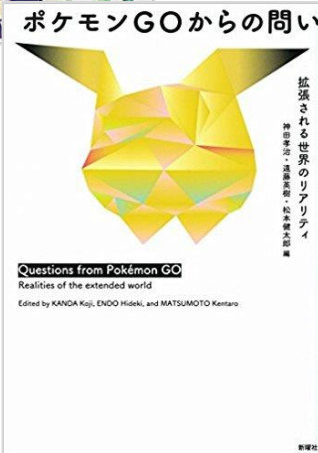 ポケモンGOからの問い
拡張される世界のリアリティ
神田孝治・遠藤英樹・松本健太郎 編
Questions from Pokémon GO
Realities of the extended world
Edited by KANDA Koji, ENDO Hideki, and MATSUMOTO Kentaro
新曜社